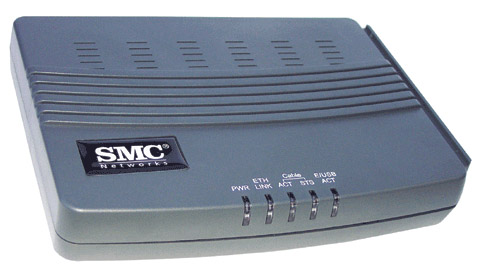 SMC®
Networks
ETH Cable E/USB
PWR LINK ACT STS ACT